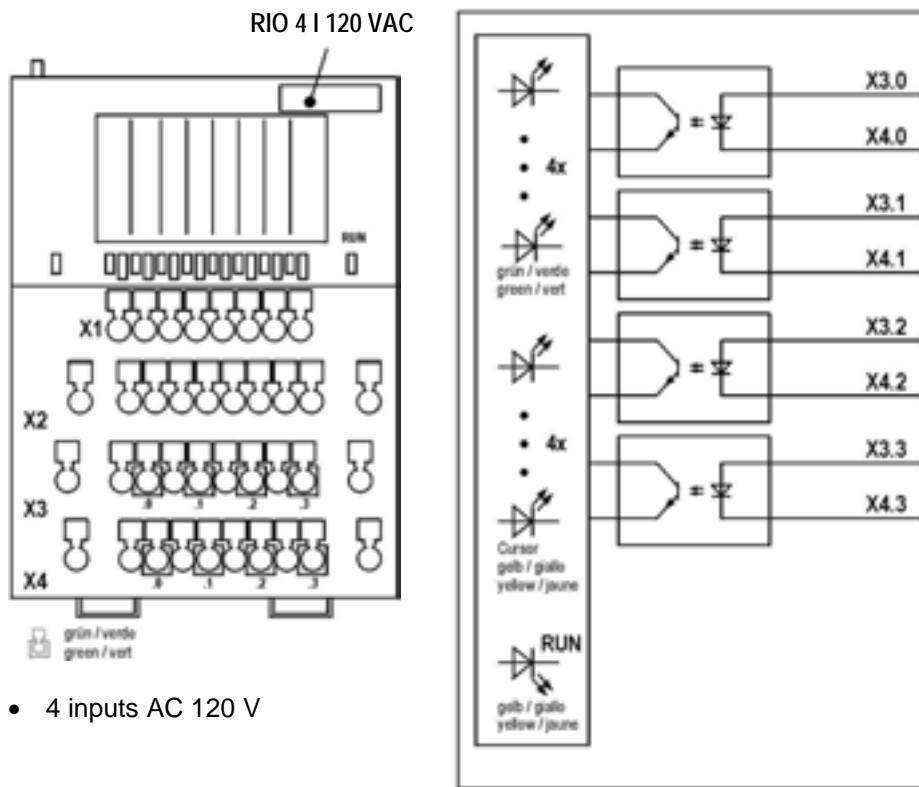 RIO 4 I 120 VAC
RUN
X1
X2
X3
.0 .1 .2 .3
X4
.0 .1 .2 .3
grün / verde
green / vert
• 4 inputs AC 120 V
X3.0
X4.0
4x
X3.1
X4.1
grün / verde
green / vert
X3.2
X4.2
4x
X3.3
X4.3
Cursor
gelb / giallo
yellow / jaune
RUN
gelb / giallo
yellow / jaune